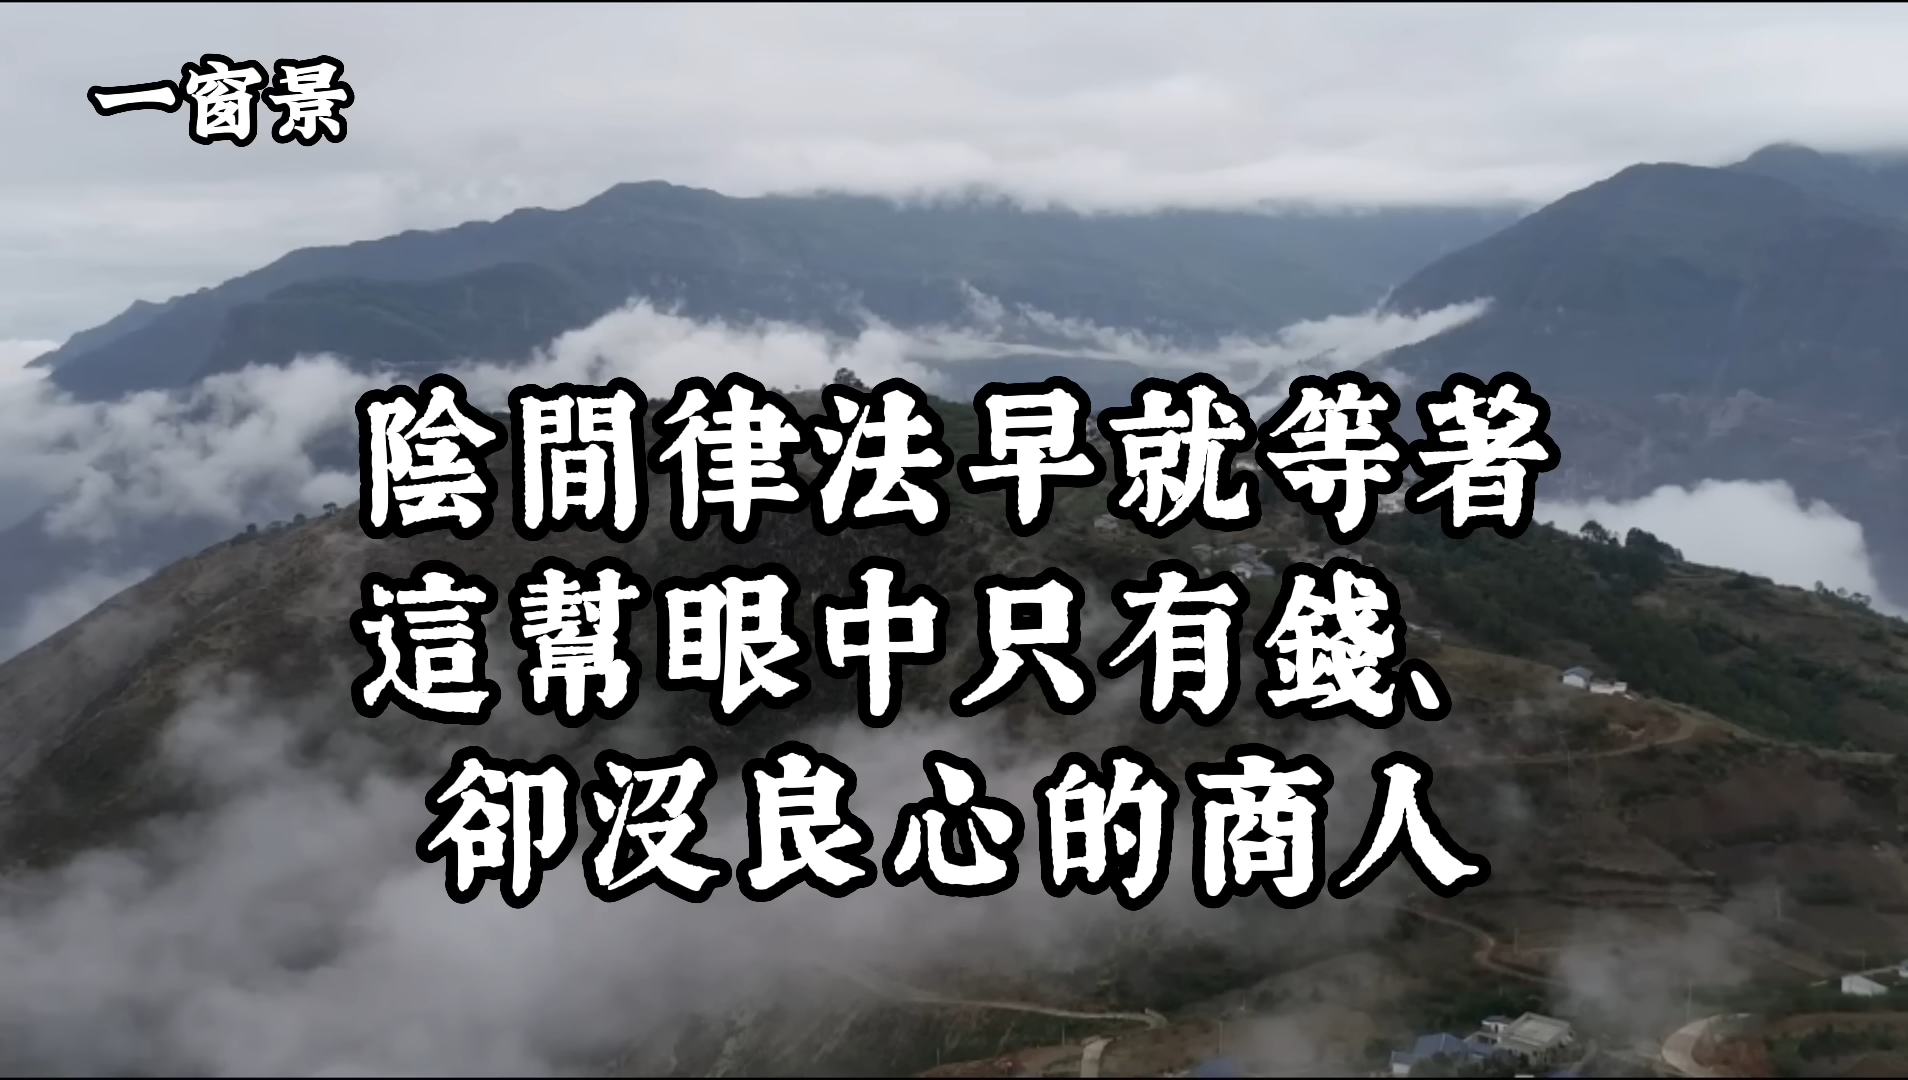 一窗景
陰間律法早就等著
這幫眼中只有錢、
卻沒良心的商人